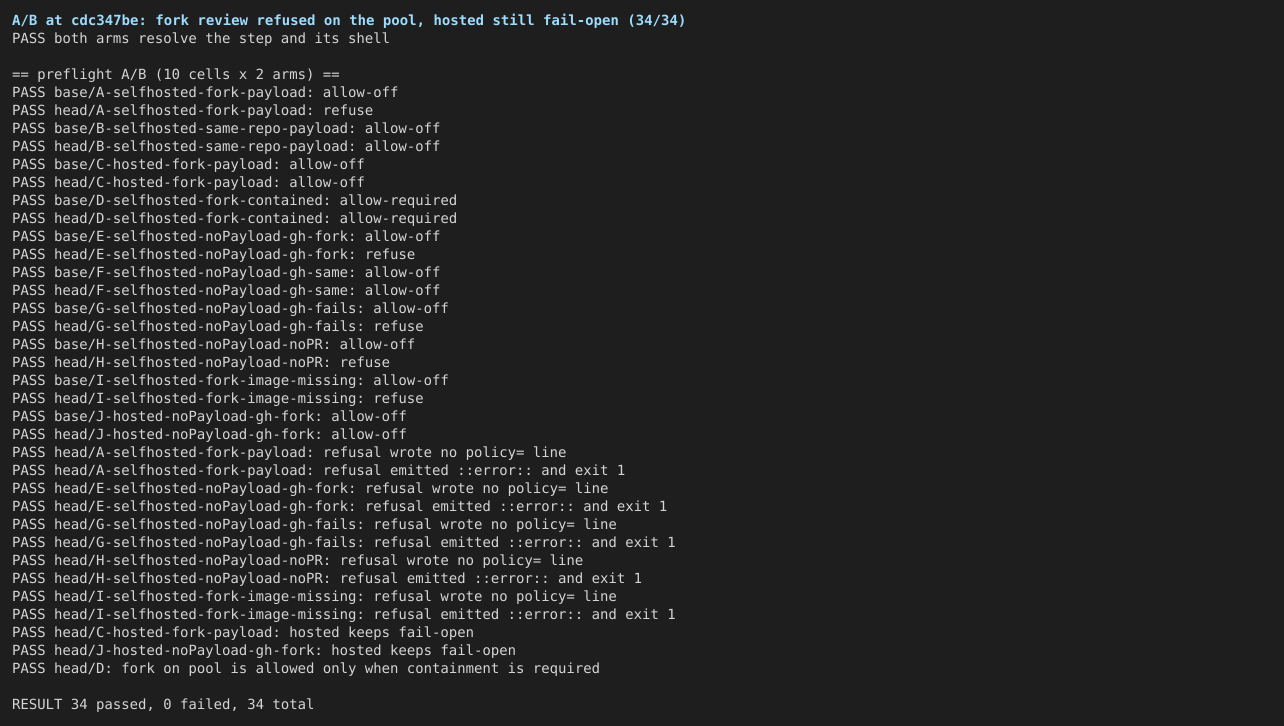 A/B at cdc347be: fork review refused on the pool, hosted still fail-open (34/34)
PASS both arms resolve the step and its shell
== preflight A/B (10 cells x 2 arms) ==
PASS base/A-selfhosted-fork-payload: allow-off
PASS head/A-selfhosted-fork-payload: refuse
PASS base/B-selfhosted-same-repo-payload: allow-off
PASS head/B-selfhosted-same-repo-payload: allow-off
PASS base/C-hosted-fork-payload: allow-off
PASS head/C-hosted-fork-payload: allow-off
PASS base/D-selfhosted-fork-contained: allow-required
PASS head/D-selfhosted-fork-contained: allow-required
PASS base/E-selfhosted-noPayload-gh-fork: allow-off
PASS head/E-selfhosted-noPayload-gh-fork: refuse
PASS base/F-selfhosted-noPayload-gh-same: allow-off
PASS head/F-selfhosted-noPayload-gh-same: allow-off
PASS base/G-selfhosted-noPayload-gh-fails: allow-off
PASS head/G-selfhosted-noPayload-gh-fails: refuse
PASS base/H-selfhosted-noPayload-noPR: allow-off
PASS head/H-selfhosted-noPayload-noPR: refuse
PASS base/I-selfhosted-fork-image-missing: allow-off
PASS head/I-selfhosted-fork-image-missing: refuse
PASS base/J-hosted-noPayload-gh-fork: allow-off
PASS head/J-hosted-noPayload-gh-fork: allow-off
PASS head/A-selfhosted-fork-payload: refusal wrote no policy= line
PASS head/A-selfhosted-fork-payload: refusal emitted ::error:: and exit 1
PASS head/E-selfhosted-noPayload-gh-fork: refusal wrote no policy= line
PASS head/E-selfhosted-noPayload-gh-fork: refusal emitted ::error:: and exit 1
PASS head/G-selfhosted-noPayload-gh-fails: refusal wrote no policy= line
PASS head/G-selfhosted-noPayload-gh-fails: refusal emitted ::error:: and exit 1
PASS head/H-selfhosted-noPayload-noPR: refusal wrote no policy= line
PASS head/H-selfhosted-noPayload-noPR: refusal emitted ::error:: and exit 1
PASS head/I-selfhosted-fork-image-missing: refusal wrote no policy= line
PASS head/I-selfhosted-fork-image-missing: refusal emitted ::error:: and exit 1
PASS head/C-hosted-fork-payload: hosted keeps fail-open
PASS head/J-hosted-noPayload-gh-fork: hosted keeps fail-open
PASS head/D: fork on pool is allowed only when containment is required
RESULT 34 passed, 0 failed, 34 total